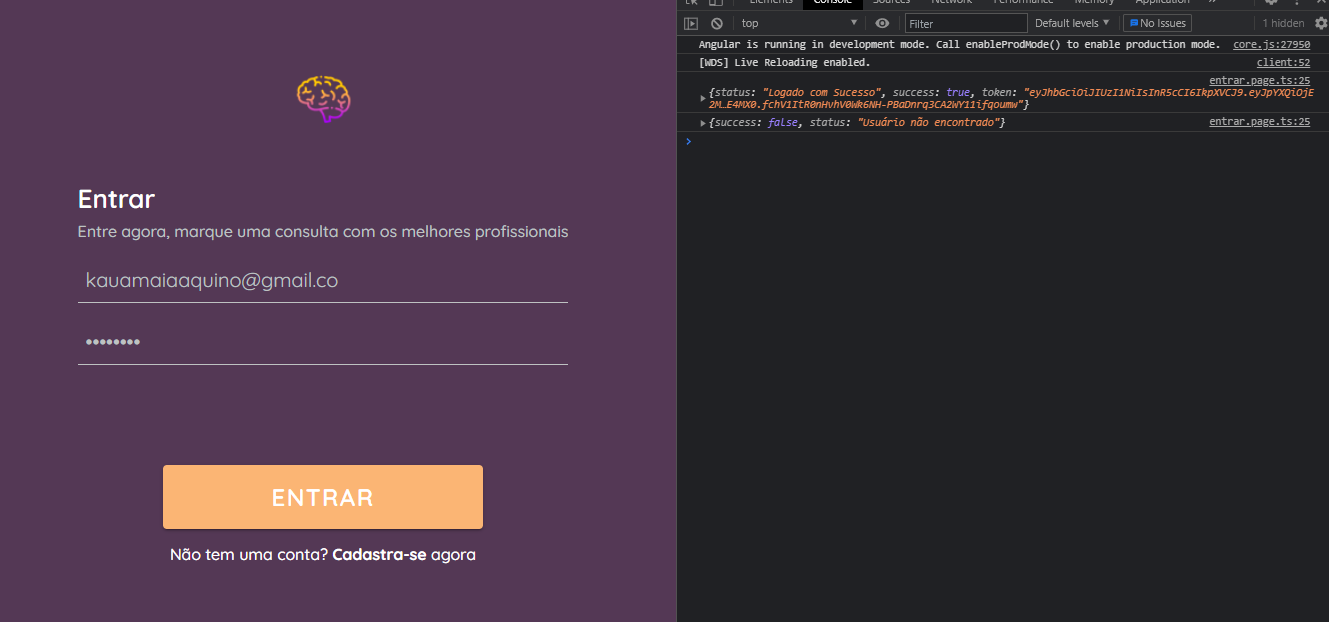 Entrar
Entre agora, marque uma consulta com os melhores profissionais
kauamaiaaquino@gmail.co
••••••••
ENTRAR
Não tem uma conta? Cadastra-se agora
Elements Console Sources Network Performance Memory Application »
top Filter Default levels No Issues 1 hidden
Angular is running in development mode. Call enableProdMode() to enable production mode. core.js:27950
[WDS] Live Reloading enabled. client:52
entrar.page.ts:25
{status: "Logado com Sucesso", success: true, token: "eyJhbGciOiJIUzI1NiIsInR5cCI6IkpXVCJ9.eyJpYXQiOjE
2M…E4MX0.fchV1ItR0nHvhV0Wk6NH-PBaDnrq3CA2WY11ifqoumw"}
{success: false, status: "Usuário não encontrado"} entrar.page.ts:25